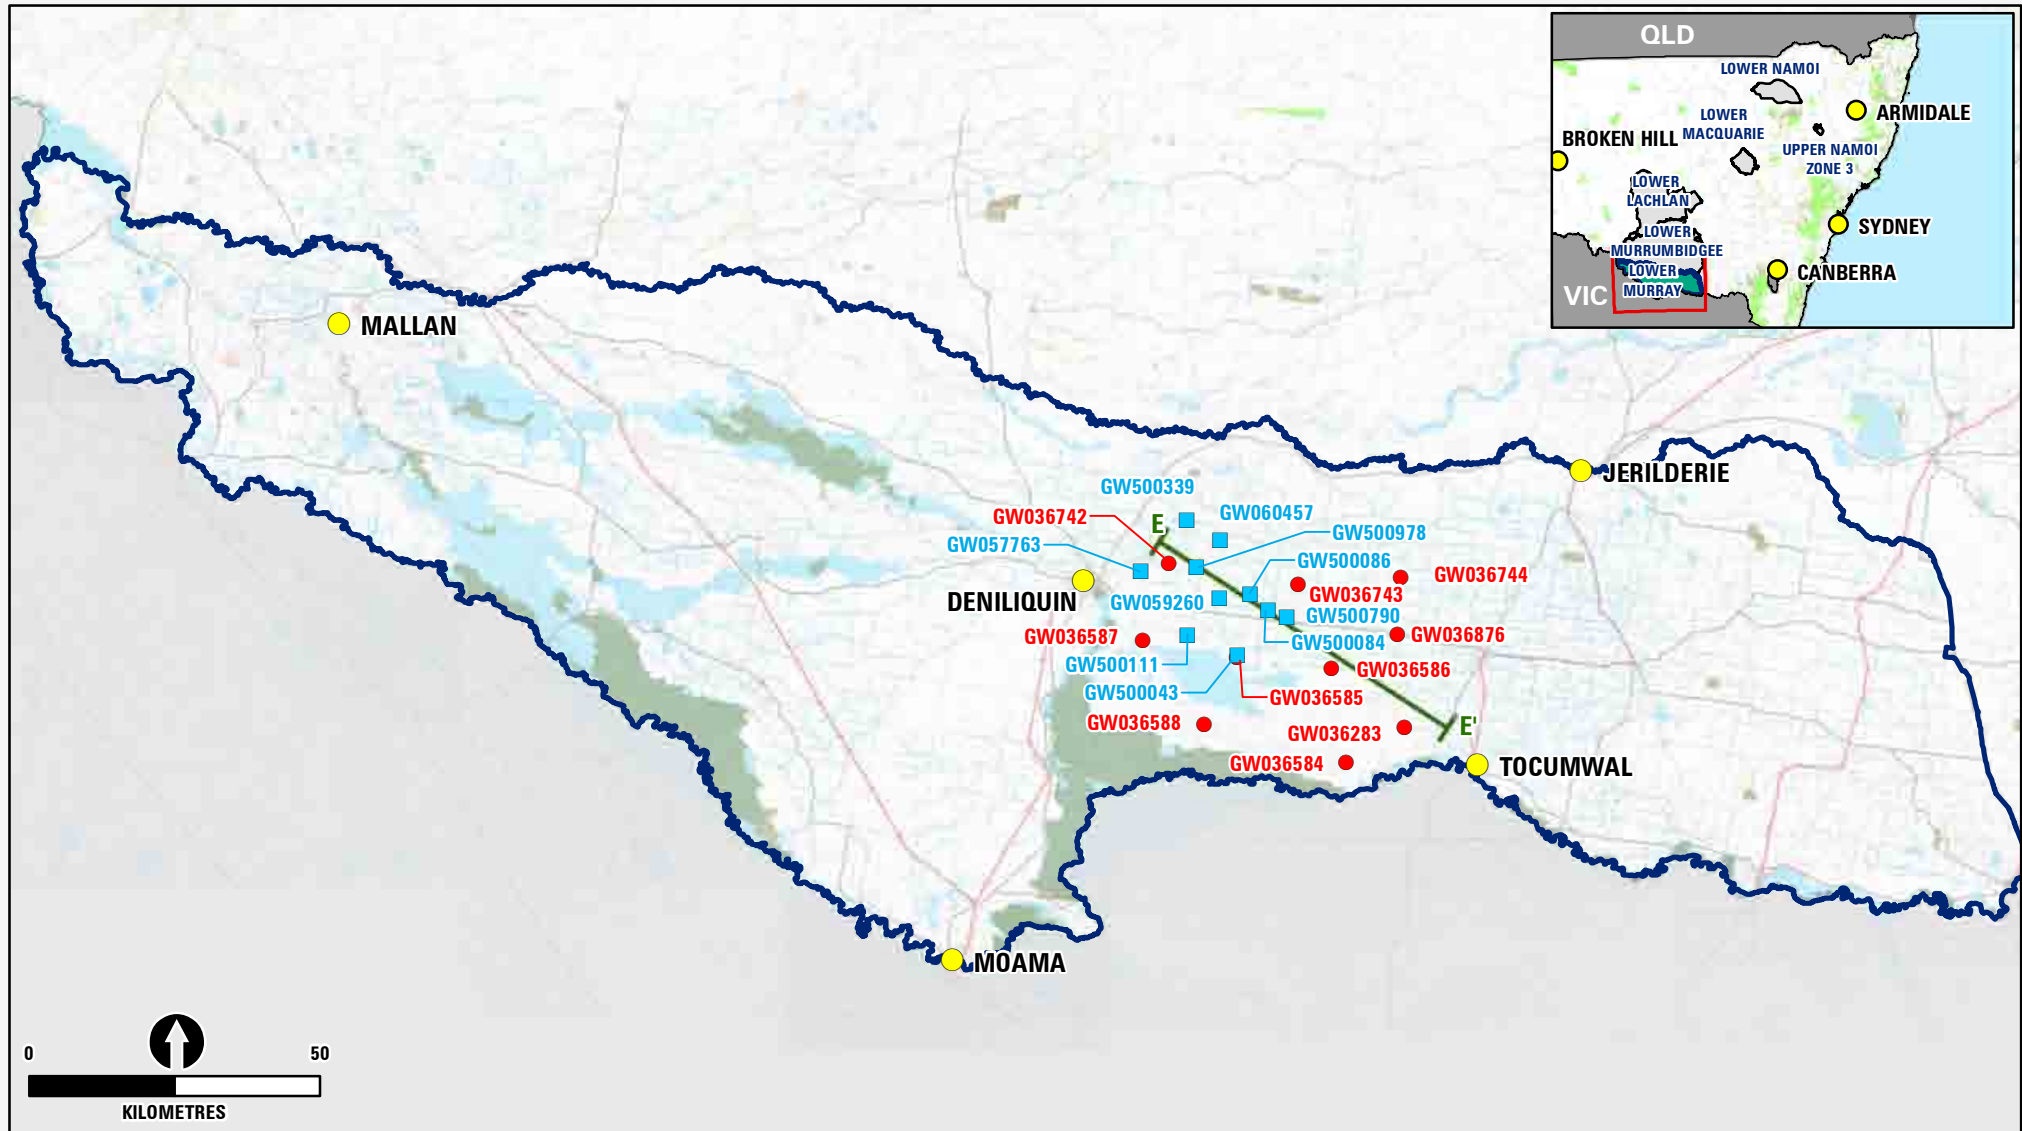 QLD
LOWER NAMOI
ARMIDALE
LOWER
MACQUARIE
BROKEN HILL
UPPER NAMOI
ZONE 3
LOWER
LACHLAN
SYDNEY
LOWER
MURRUMBIDGEE
LOWER
MURRAY
CANBERRA
VIC
MALLAN
JERILDERIE
GW500339
GW036742
E
GW060457
GW057763
GW500978
GW500086
GW036744
DENILIQUIN
GW059260
GW036743
GW500790
GW036587
GW036876
GW500084
GW500111
GW036586
GW500043
GW036585
GW036588
GW036283
E'
GW036584
TOCUMWAL
MOAMA
0
50
KILOMETRES